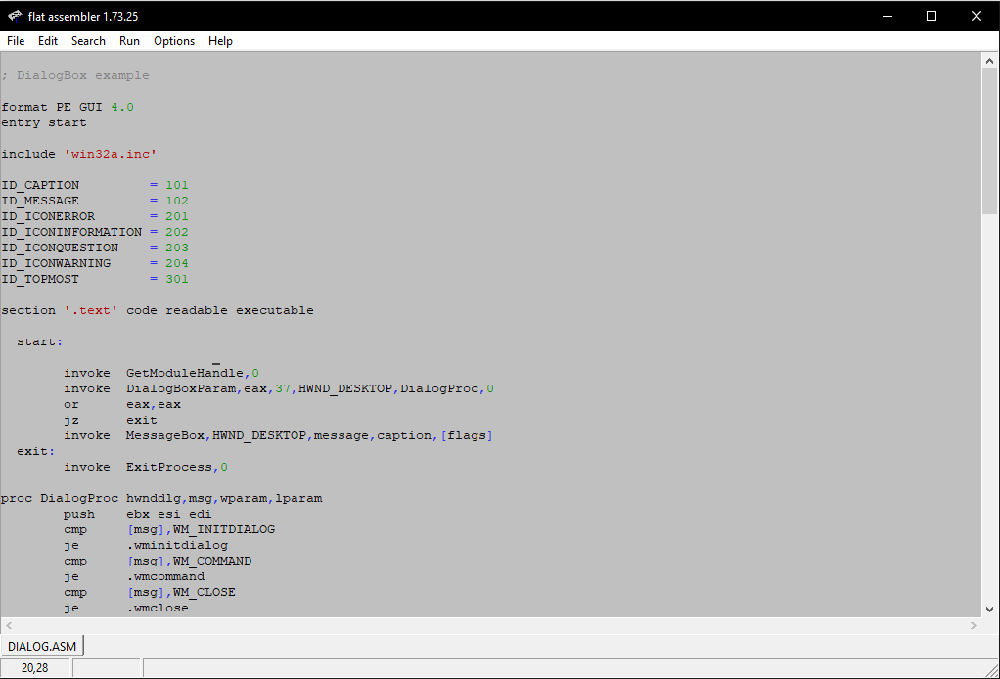 flat assembler 1.73.25
File Edit Search Run Options Help
; DialogBox example
format PE GUI 4.0
entry start
include 'win32a.inc'
ID_CAPTION         = 101
ID_MESSAGE         = 102
ID_ICONERROR       = 201
ID_ICONINFORMATION = 202
ID_ICONQUESTION    = 203
ID_ICONWARNING     = 204
ID_TOPMOST         = 301
section '.text' code readable executable
  start:
        invoke  GetModuleHandle,0
        invoke  DialogBoxParam,eax,37,HWND_DESKTOP,DialogProc,0
        or      eax,eax
        jz      exit
        invoke  MessageBox,HWND_DESKTOP,message,caption,[flags]
  exit:
        invoke  ExitProcess,0
proc DialogProc hwnddlg,msg,wparam,lparam
        push    ebx esi edi
        cmp     [msg],WM_INITDIALOG
        je      .wminitdialog
        cmp     [msg],WM_COMMAND
        je      .wmcommand
        cmp     [msg],WM_CLOSE
        je      .wmclose
DIALOG.ASM
20,28